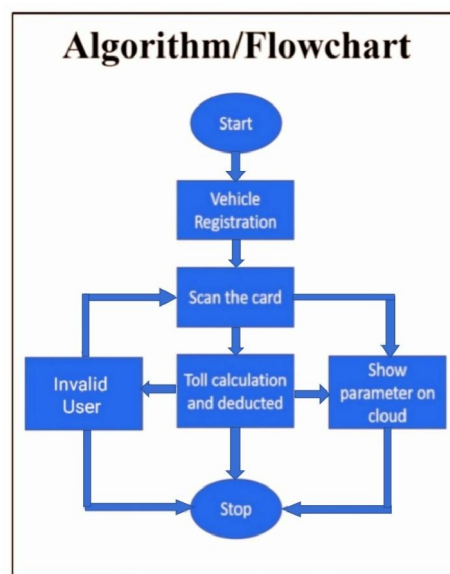 Algorithm/Flowchart
Start
Vehicle
Registration
Scan the card
Invalid
User
Toll calculation
and deducted
Show
parameter on
cloud
Stop